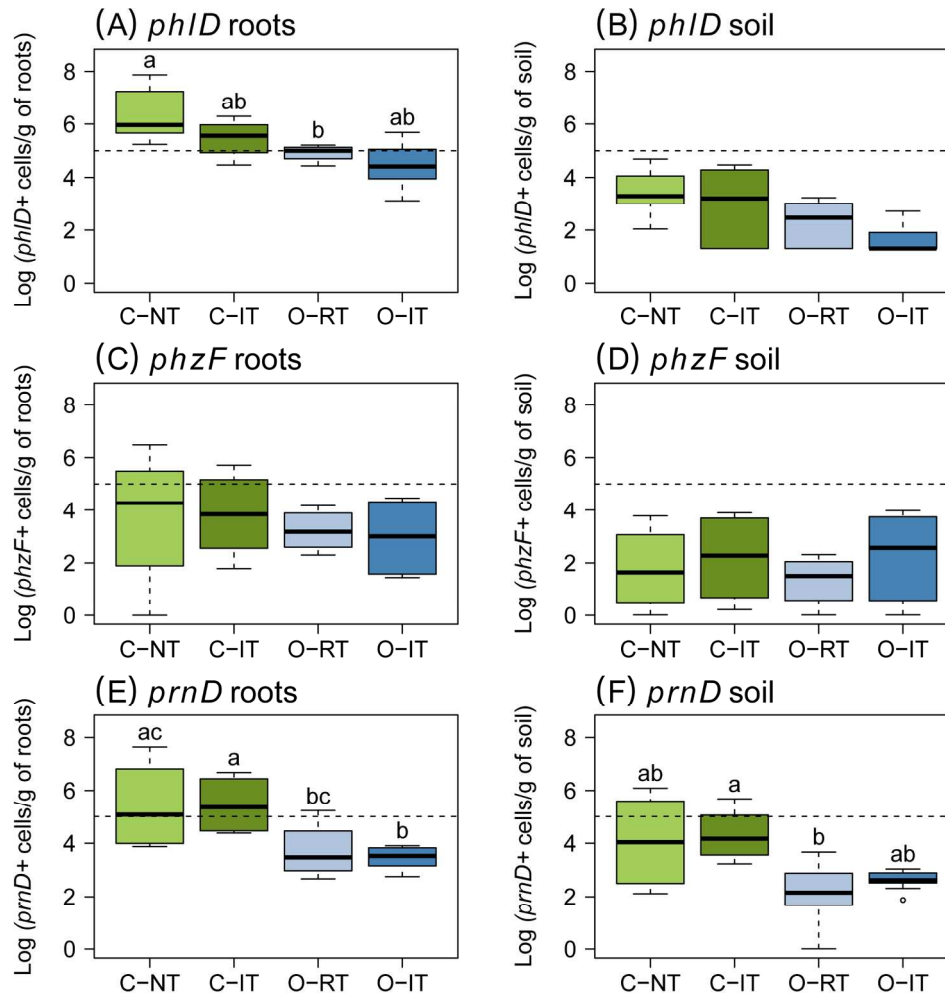 (A) phlD roots
Log (phlD+ cells/g of roots)
8
6
4
2
0
a
ab
b
ab
C−NT C−IT O−RT O−IT
(B) phlD soil
Log (phlD+ cells/g of soil)
8
6
4
2
0
C−NT C−IT O−RT O−IT
(C) phzF roots
Log (phzF+ cells/g of roots)
8
6
4
2
0
C−NT C−IT O−RT O−IT
(D) phzF soil
Log (phzF+ cells/g of soil)
8
6
4
2
0
C−NT C−IT O−RT O−IT
(E) prnD roots
Log (prnD+ cells/g of roots)
8
6
4
2
0
ac
a
bc
b
C−NT C−IT O−RT O−IT
(F) prnD soil
Log (prnD+ cells/g of soil)
8
6
4
2
0
ab
a
b
ab
C−NT C−IT O−RT O−IT